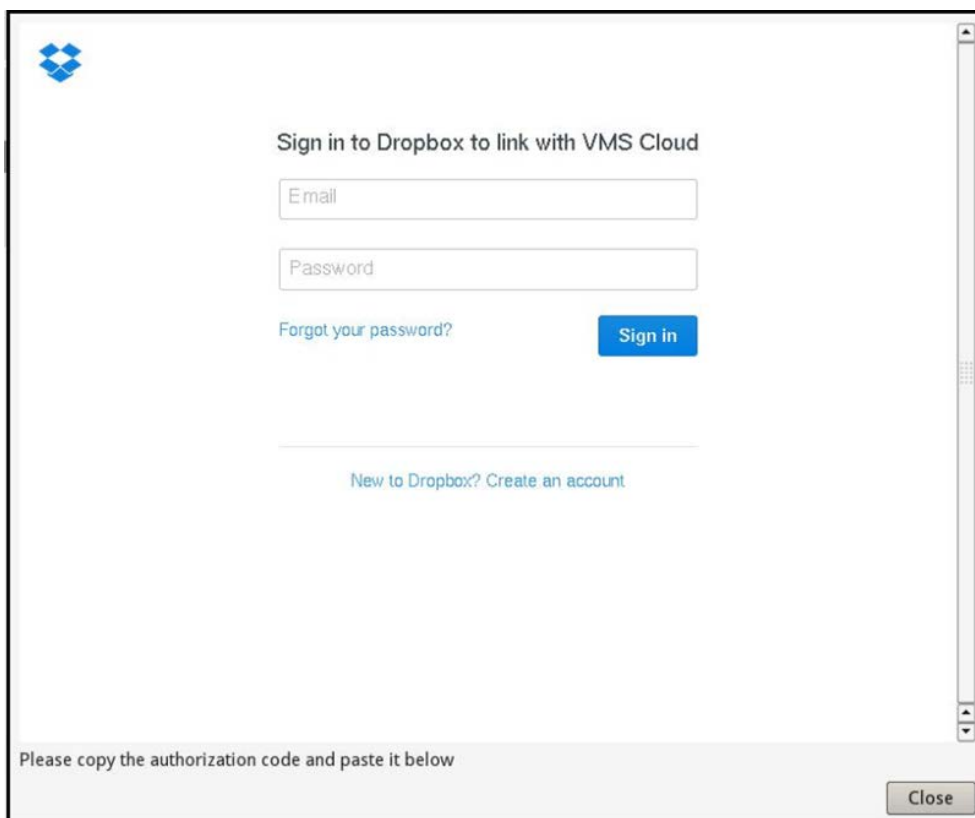 Sign in to Dropbox to link with VMS Cloud
Email
Password
Forgot your password? Sign in
New to Dropbox? Create an account
Please copy the authorization code and paste it below
Close